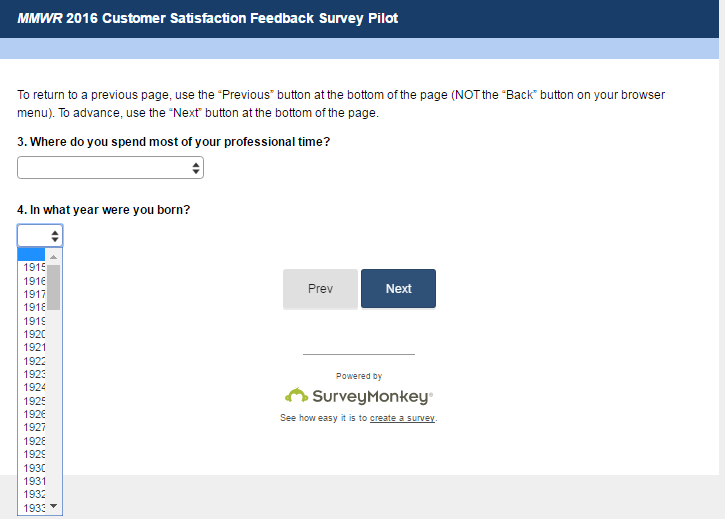 MMWR 2016 Customer Satisfaction Feedback Survey Pilot
To return to a previous page, use the “Previous” button at the bottom of the page (NOT the “Back” button on your browser
menu). To advance, use the “Next” button at the bottom of the page.
3. Where do you spend most of your professional time?
4. In what year were you born?
1915
1916
1917
1918
1919
1920
1921
1922
1923
1924
1925
1926
1927
1928
1929
1930
1931
1932
1933
Prev
Next
Powered by
SurveyMonkey®
See how easy it is to create a survey.